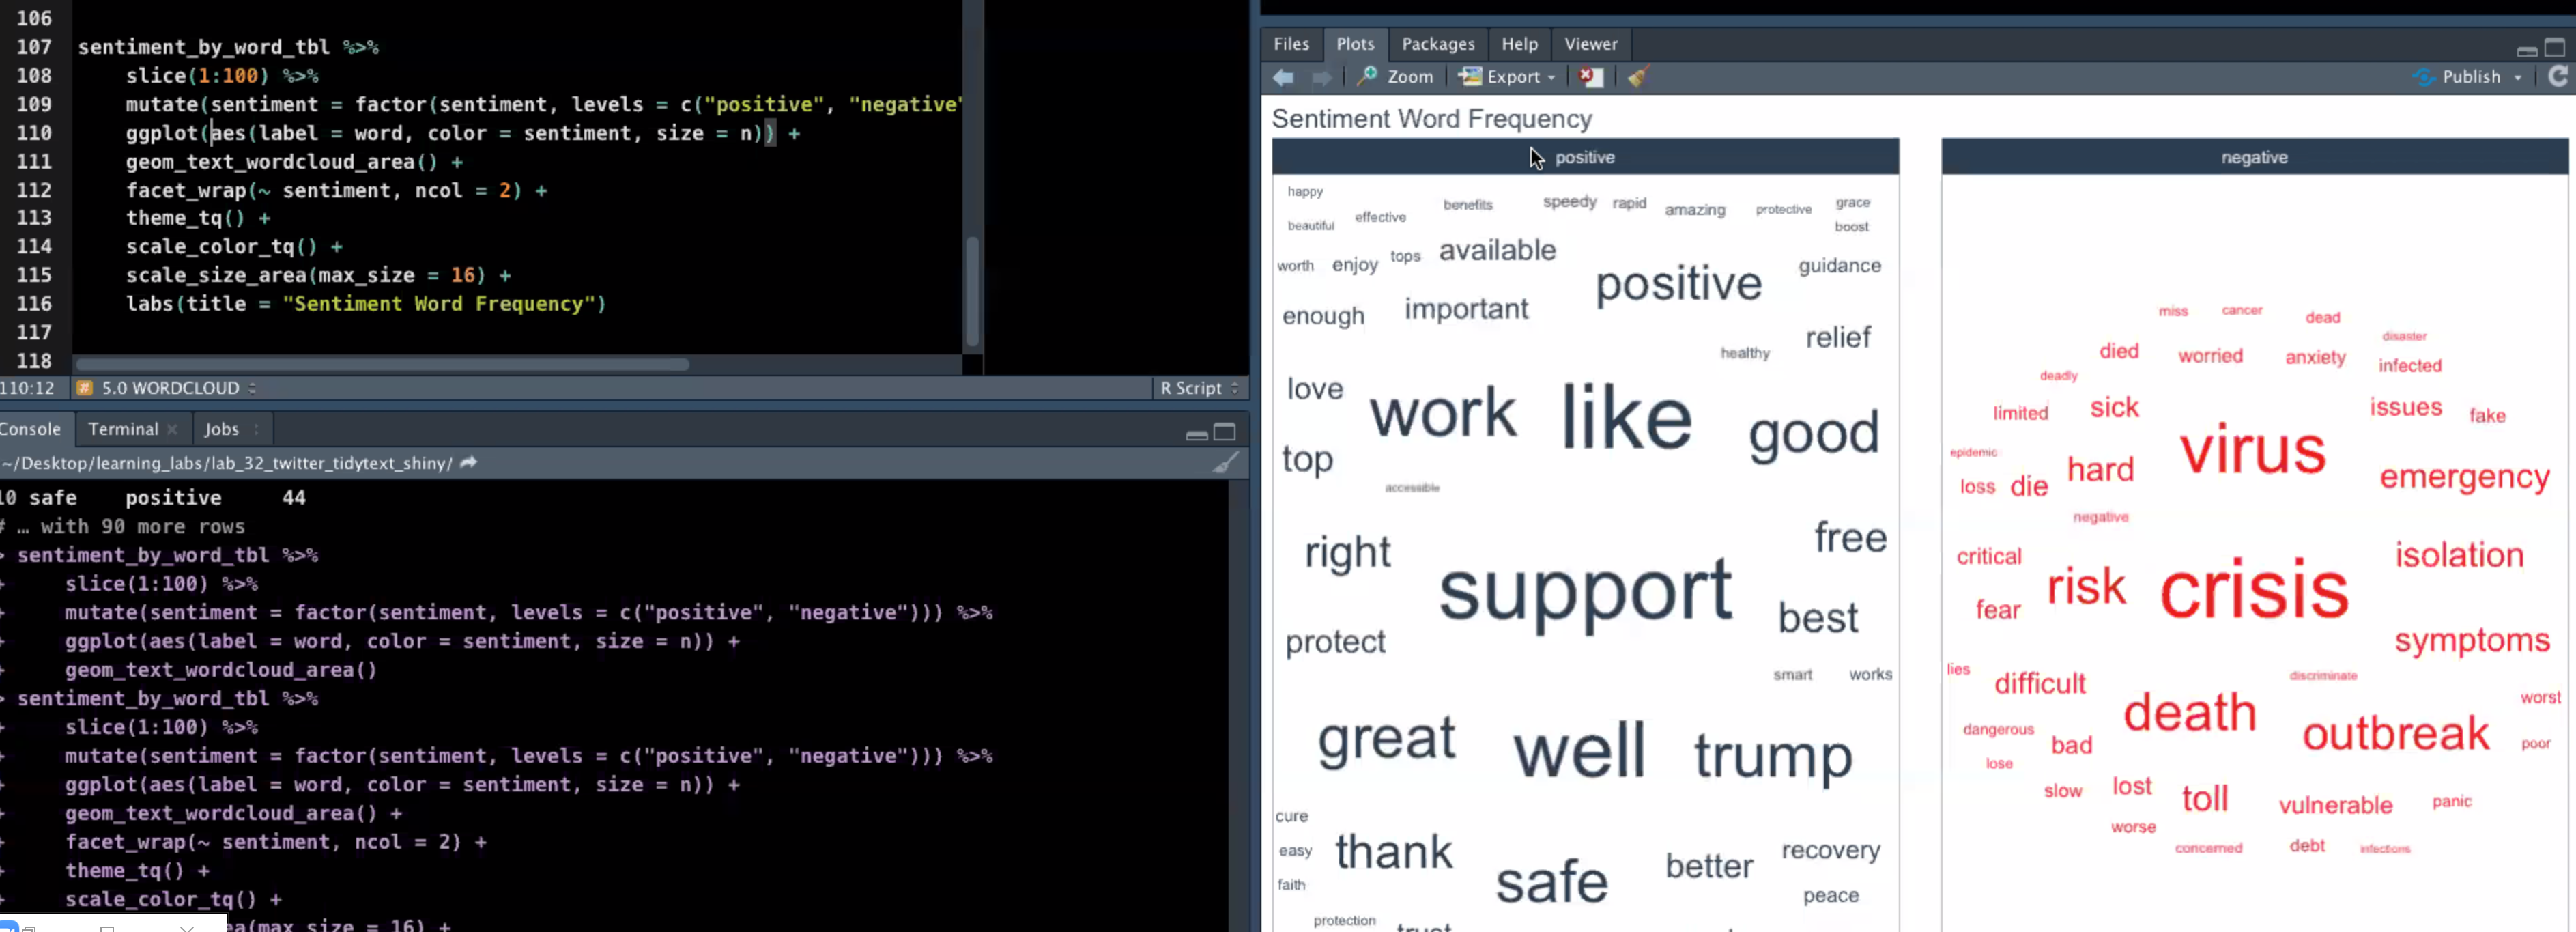 106
107 sentiment_by_word_tbl %>%
108 slice(1:100) %>%
109 mutate(sentiment = factor(sentiment, levels = c("positive", "negative"
110 ggplot(aes(label = word, color = sentiment, size = n)) +
111 geom_text_wordcloud_area() +
112 facet_wrap(~ sentiment, ncol = 2) +
113 theme_tq() +
114 scale_color_tq() +
115 scale_size_area(max_size = 16) +
116 labs(title = "Sentiment Word Frequency")
117
118
110:12 # 5.0 WORDCLOUD R Script
Console Terminal Jobs
~/Desktop/learning_labs/lab_32_twitter_tidytext_shiny/
10 safe positive 44
# … with 90 more rows
> sentiment_by_word_tbl %>%
+ slice(1:100) %>%
+ mutate(sentiment = factor(sentiment, levels = c("positive", "negative"))) %>%
+ ggplot(aes(label = word, color = sentiment, size = n)) +
+ geom_text_wordcloud_area()
> sentiment_by_word_tbl %>%
+ slice(1:100) %>%
+ mutate(sentiment = factor(sentiment, levels = c("positive", "negative"))) %>%
+ ggplot(aes(label = word, color = sentiment, size = n)) +
+ geom_text_wordcloud_area() +
+ facet_wrap(~ sentiment, ncol = 2) +
+ theme_tq() +
+ scale_color_tq() +
ea(max_size = 16) +
Files Plots Packages Help Viewer
Zoom Export Publish
Sentiment Word Frequency
positive
happy
benefits speedy rapid amazing protective grace
beautiful effective boost
worth enjoy tops available positive guidance
enough important
healthy relief
love work like good
top
accessible
right free
support
protect best
smart works
great well trump
cure
easy thank better recovery
faith safe peace
protection trust
negative
miss cancer dead
disaster
died worried anxiety infected
deadly
limited sick issues fake
virus
epidemic
loss die hard emergency
negative
critical isolation
fear risk crisis
symptoms
lies difficult discriminate
worst
dangerous death outbreak
bad poor
lose
slow lost toll vulnerable panic
worse
concerned debt infections